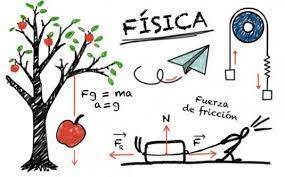 FÍSICA
Fg = ma
a = g
Fuerza
de fricción
N
F